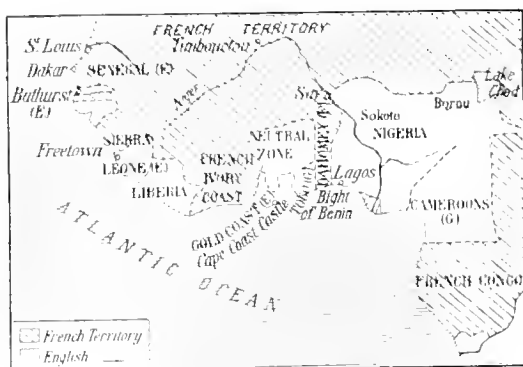 FRENCH TERRITORY
Timbouctou
St. Louis
Dakar
SENEGAL (F)
Bathurst
(E)
Niger
Say
Lake
Chad
Sokoto
NIGERIA
Freetown
SIERRA
LEONE (E)
LIBERIA
FRENCH
IVORY
COAST
NEUTRAL
ZONE
DAHOMEY (F)
Lagos
Bight
of Benin
GOLD COAST (E)
Cape Coast Castle
CAMEROONS
(G)
FRENCH CONGO
ATLANTIC OCEAN
French Territory
English